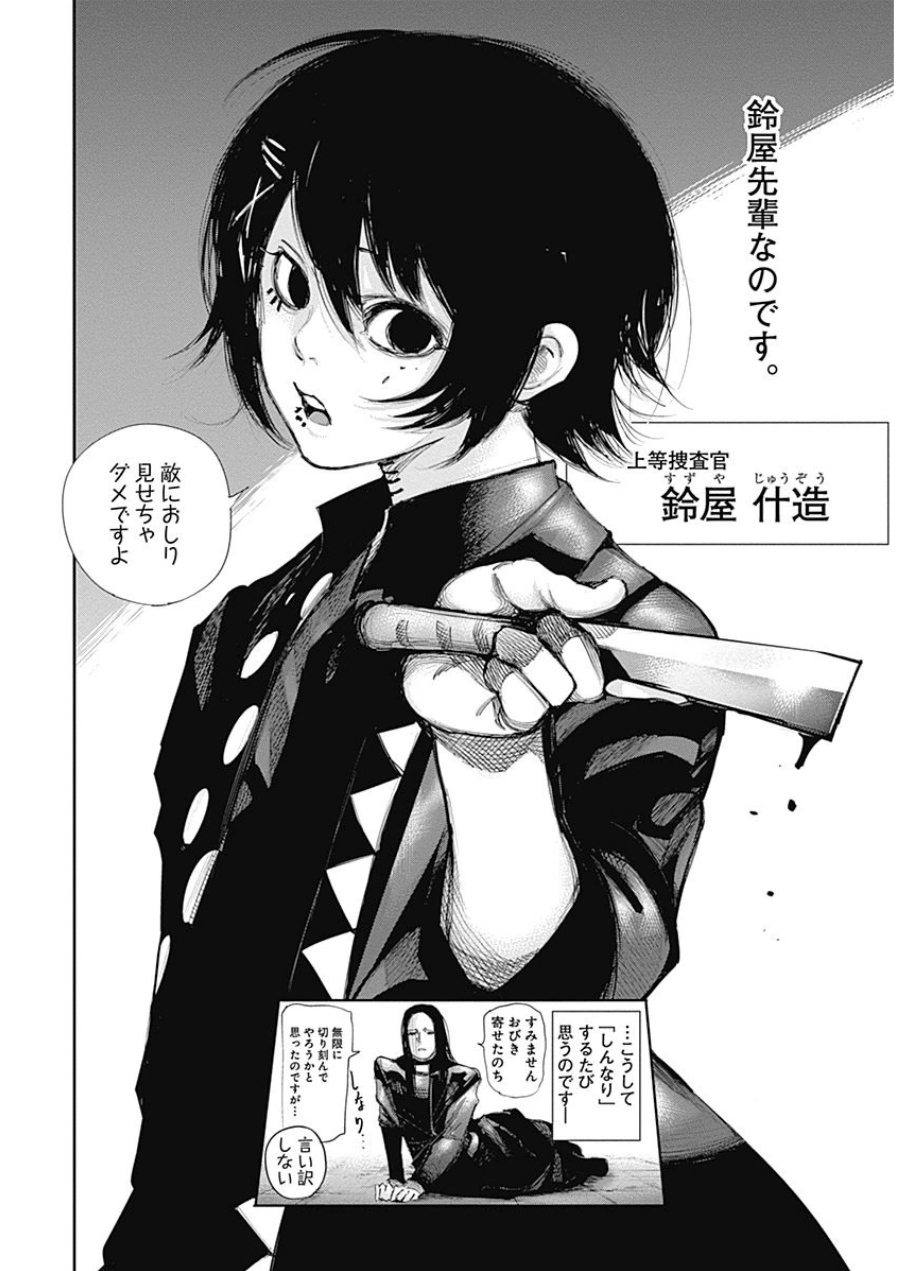 鈴屋先輩なのです。
上等捜査官
すずや じゅうぞう
鈴屋 什造
敵におしり
見せちゃ
ダメですよ
…こうして
「しんなり」
するたび
思うのですー
すみません
おびき
寄せたのち
しなり…
無限に
切り刻んで
やろうかと
思ったのですが…
言い訳
しない